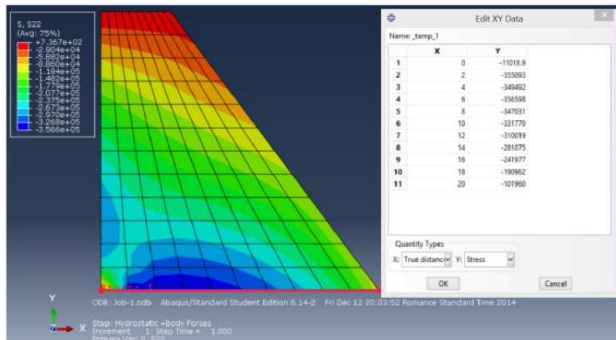 S, S22
(Avg: 75%)
+7.367e+02
-2.904e+04
-5.882e+04
-8.860e+04
-1.184e+05
-1.482e+05
-1.779e+05
-2.077e+05
-2.375e+05
-2.673e+05
-2.970e+05
-3.268e+05
-3.566e+05
Y
X
ODB: Job-1.odb Abaqus/Standard Student Edition 6.14-2 Fri Dec 12 20:03:52 Romance Standard Time 2014
Step: Hydrostatic +Body Forces
Increment 1: Step Time = 1.000
Primary Var: S, S22
Edit XY Data
Name: _temp_1
X Y
1 0 -11018.9
2 2 -355093
3 4 -349492
4 6 -356598
5 8 -347031
6 10 -331770
7 12 -310019
8 14 -281075
9 16 -241977
10 18 -190962
11 20 -101960
Quantity Types
X: True distanc Y: Stress
OK Cancel